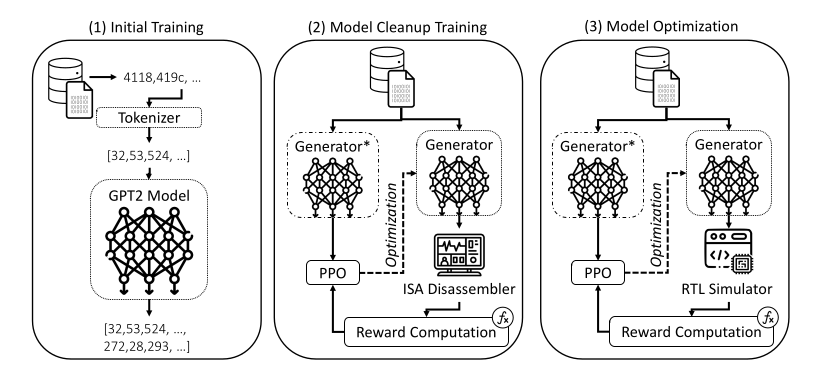 (1) Initial Training
4118,419c, ...
Tokenizer
[32,53,524, ...]
GPT2 Model
[32,53,524, ...,
272,28,293, ...]
(2) Model Cleanup Training
Generator*
Generator
Optimization
PPO
ISA Disassembler
Reward Computation
fx
(3) Model Optimization
Generator*
Generator
Optimization
PPO
RTL Simulator
Reward Computation
fx